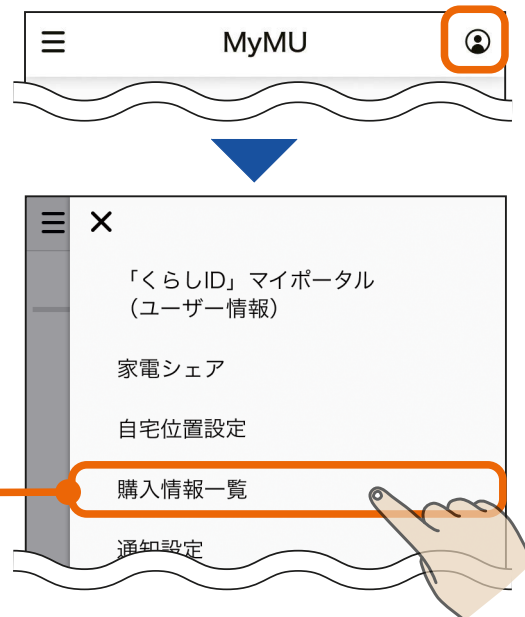 MyMU
「くらしID」マイポータル
（ユーザー情報）
家電シェア
自宅位置設定
購入情報一覧
通知設定